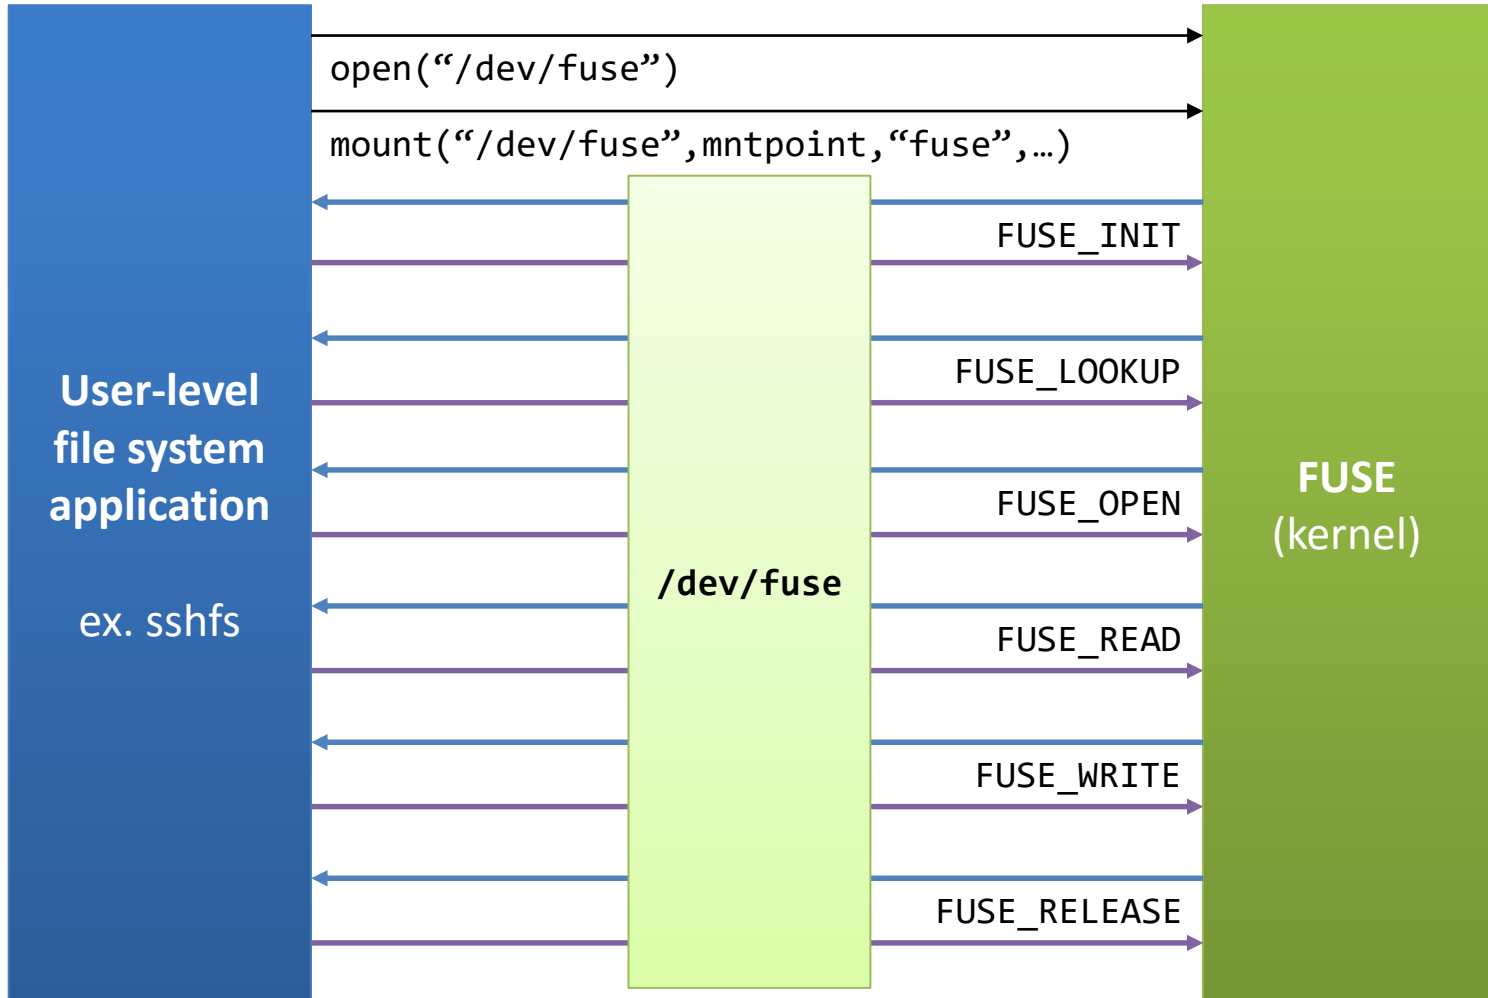 open(“/dev/fuse”)
mount(“/dev/fuse”,mntpoint,“fuse”,…)
FUSE_INIT
FUSE_LOOKUP
User-level
file system
application
ex. sshfs
/dev/fuse
FUSE
(kernel)
FUSE_OPEN
FUSE_READ
FUSE_WRITE
FUSE_RELEASE